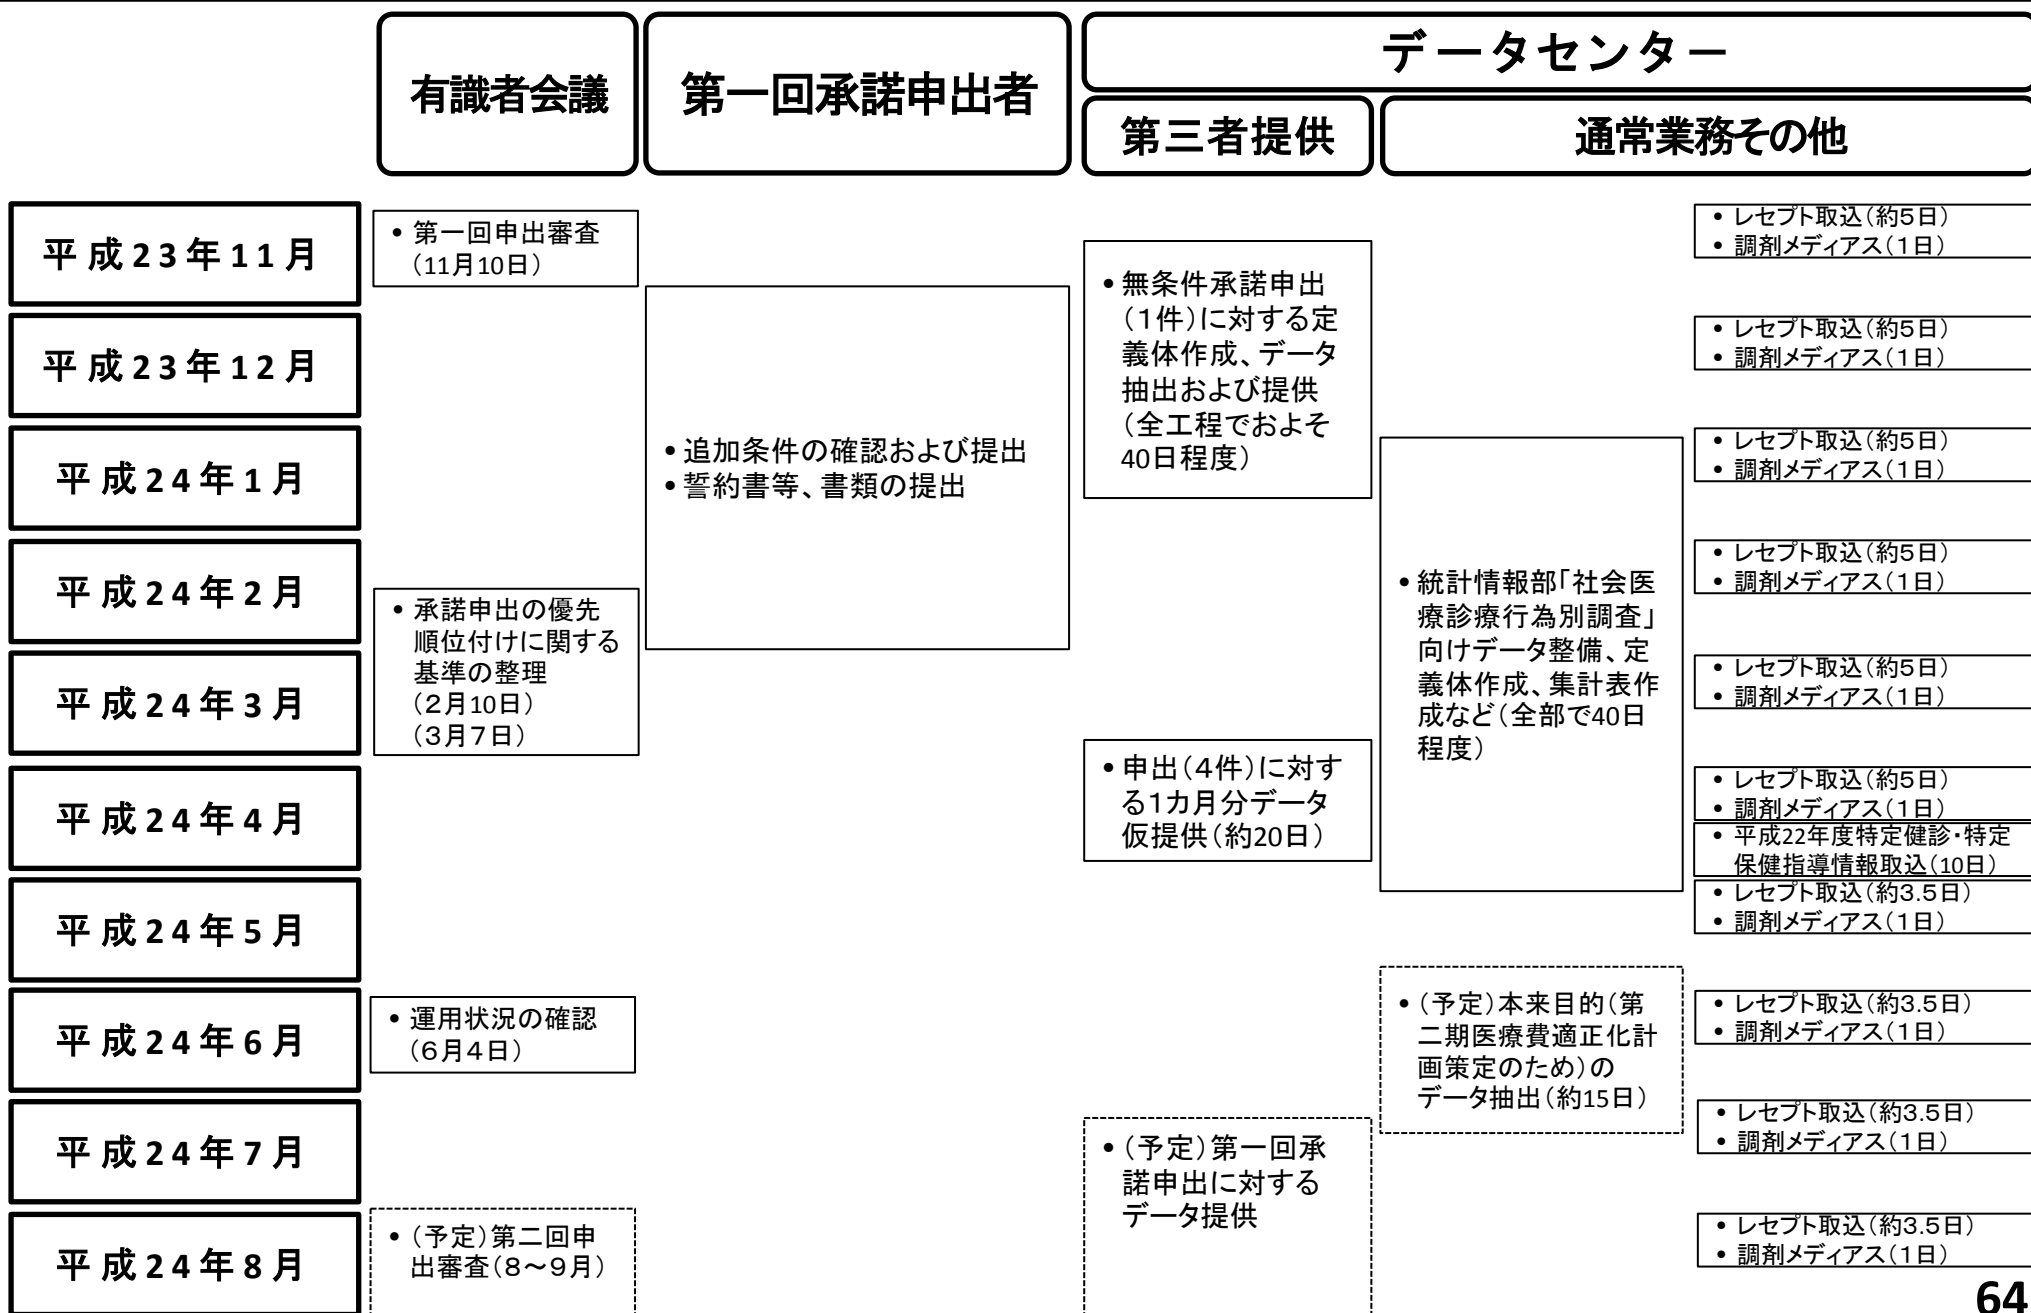 有識者会議
第一回承諾申出者
データセンター
第三者提供
通常業務その他
平成23年11月
• 第一回申出審査
（11月10日）
• レセプト取込（約5日）
• 調剤メディアス（1日）
平成23年12月
• 無条件承諾申出
（１件）に対する定
義体作成、データ
抽出および提供
（全工程でおよそ
40日程度）
• レセプト取込（約5日）
• 調剤メディアス（1日）
平成24年1月
• 追加条件の確認および提出
• 誓約書等、書類の提出
• レセプト取込（約5日）
• 調剤メディアス（1日）
平成24年2月
• 承諾申出の優先
順位付けに関する
基準の整理
（２月10日）
（３月７日）
• 統計情報部「社会医
療診療行為別調査」
向けデータ整備、定
義体作成、集計表作
成など（全部で40日
程度）
• レセプト取込（約5日）
• 調剤メディアス（1日）
平成24年3月
• レセプト取込（約5日）
• 調剤メディアス（1日）
平成24年4月
• 申出（４件）に対す
る１カ月分データ
仮提供（約20日）
• レセプト取込（約5日）
• 調剤メディアス（1日）
• 平成22年度特定健診・特定
保健指導情報取込（10日）
平成24年5月
• レセプト取込（約3.5日）
• 調剤メディアス（1日）
平成24年6月
• 運用状況の確認
（６月４日）
• （予定）本来目的（第
二期医療費適正化計
画策定のため）の
データ抽出（約15日）
• レセプト取込（約3.5日）
• 調剤メディアス（1日）
平成24年7月
• （予定）第一回承
諾申出に対する
データ提供
• レセプト取込（約3.5日）
• 調剤メディアス（1日）
平成24年8月
• （予定）第二回申
出審査（８～９月）
• レセプト取込（約3.5日）
• 調剤メディアス（1日）
64